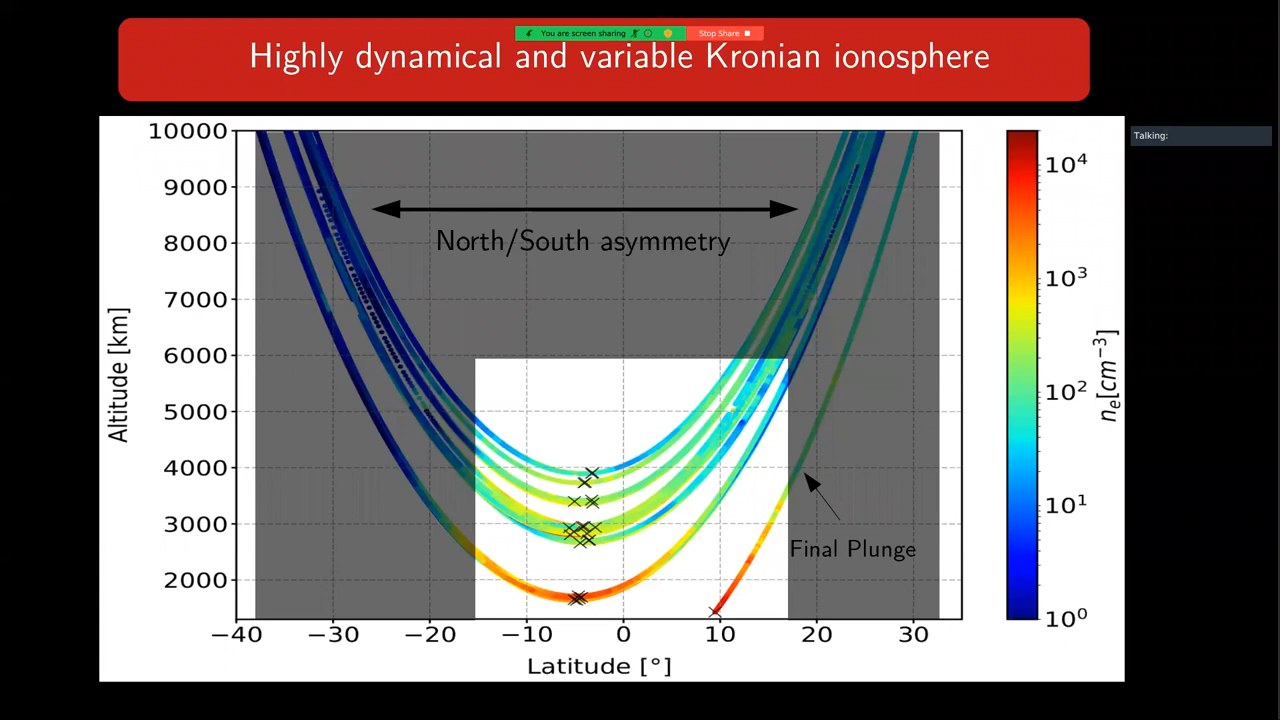 You are screen sharing
Stop Share
Highly dynamical and variable Kronian ionosphere
Talking:
10000
9000
8000
7000
6000
5000
4000
3000
2000
Altitude [km]
North/South asymmetry
Final Plunge
−40 −30 −20 −10 0 10 20 30
Latitude [°]
10⁴
10³
10²
10¹
10⁰
nₑ[cm⁻³]